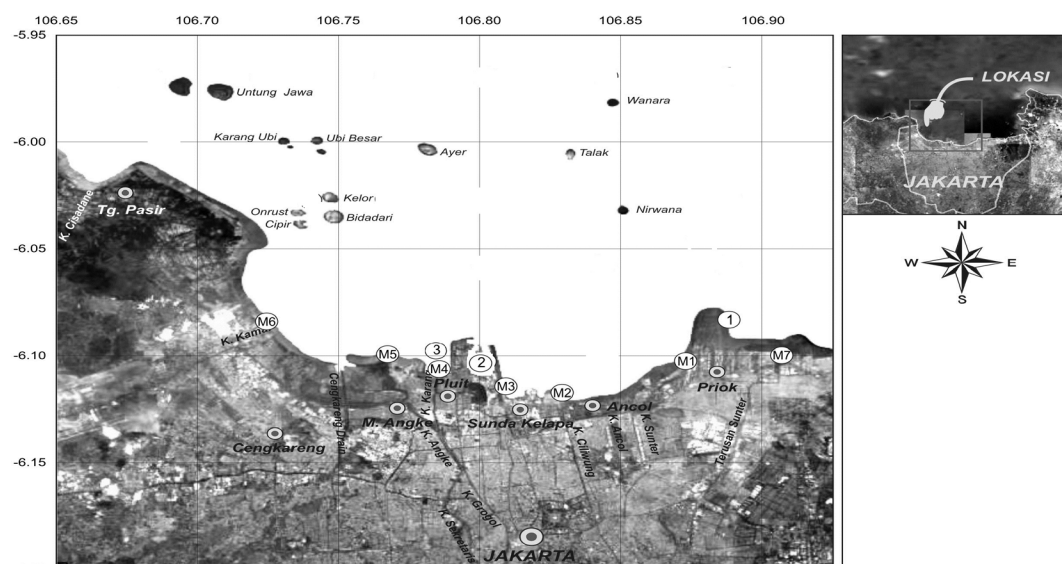 106.65 106.70 106.75 106.80 106.85 106.90
-5.95
-6.00
-6.05
-6.10
-6.15
Untung Jawa
Wanara
Karang Ubi
Ubi Besar
Ayer
Talak
K. Cisadane
Tg. Pasir
Kelor
Onrust
Cipir
Bidadari
Nirwana
M6
K. Kamal
1
M5
3
M4
2
M3
M2
M1
M7
Pluit
Priok
K. Karang
M. Angke
Sunda Kelapa
Ancol
Cengkareng
Cengkareng Drain
K. Angke
K. Ciliwung
K. Ancol
K. Sunter
Terusan Sunter
K. Grogol
K. Sekretaris
JAKARTA
LOKASI
JAKARTA
N
W E
S